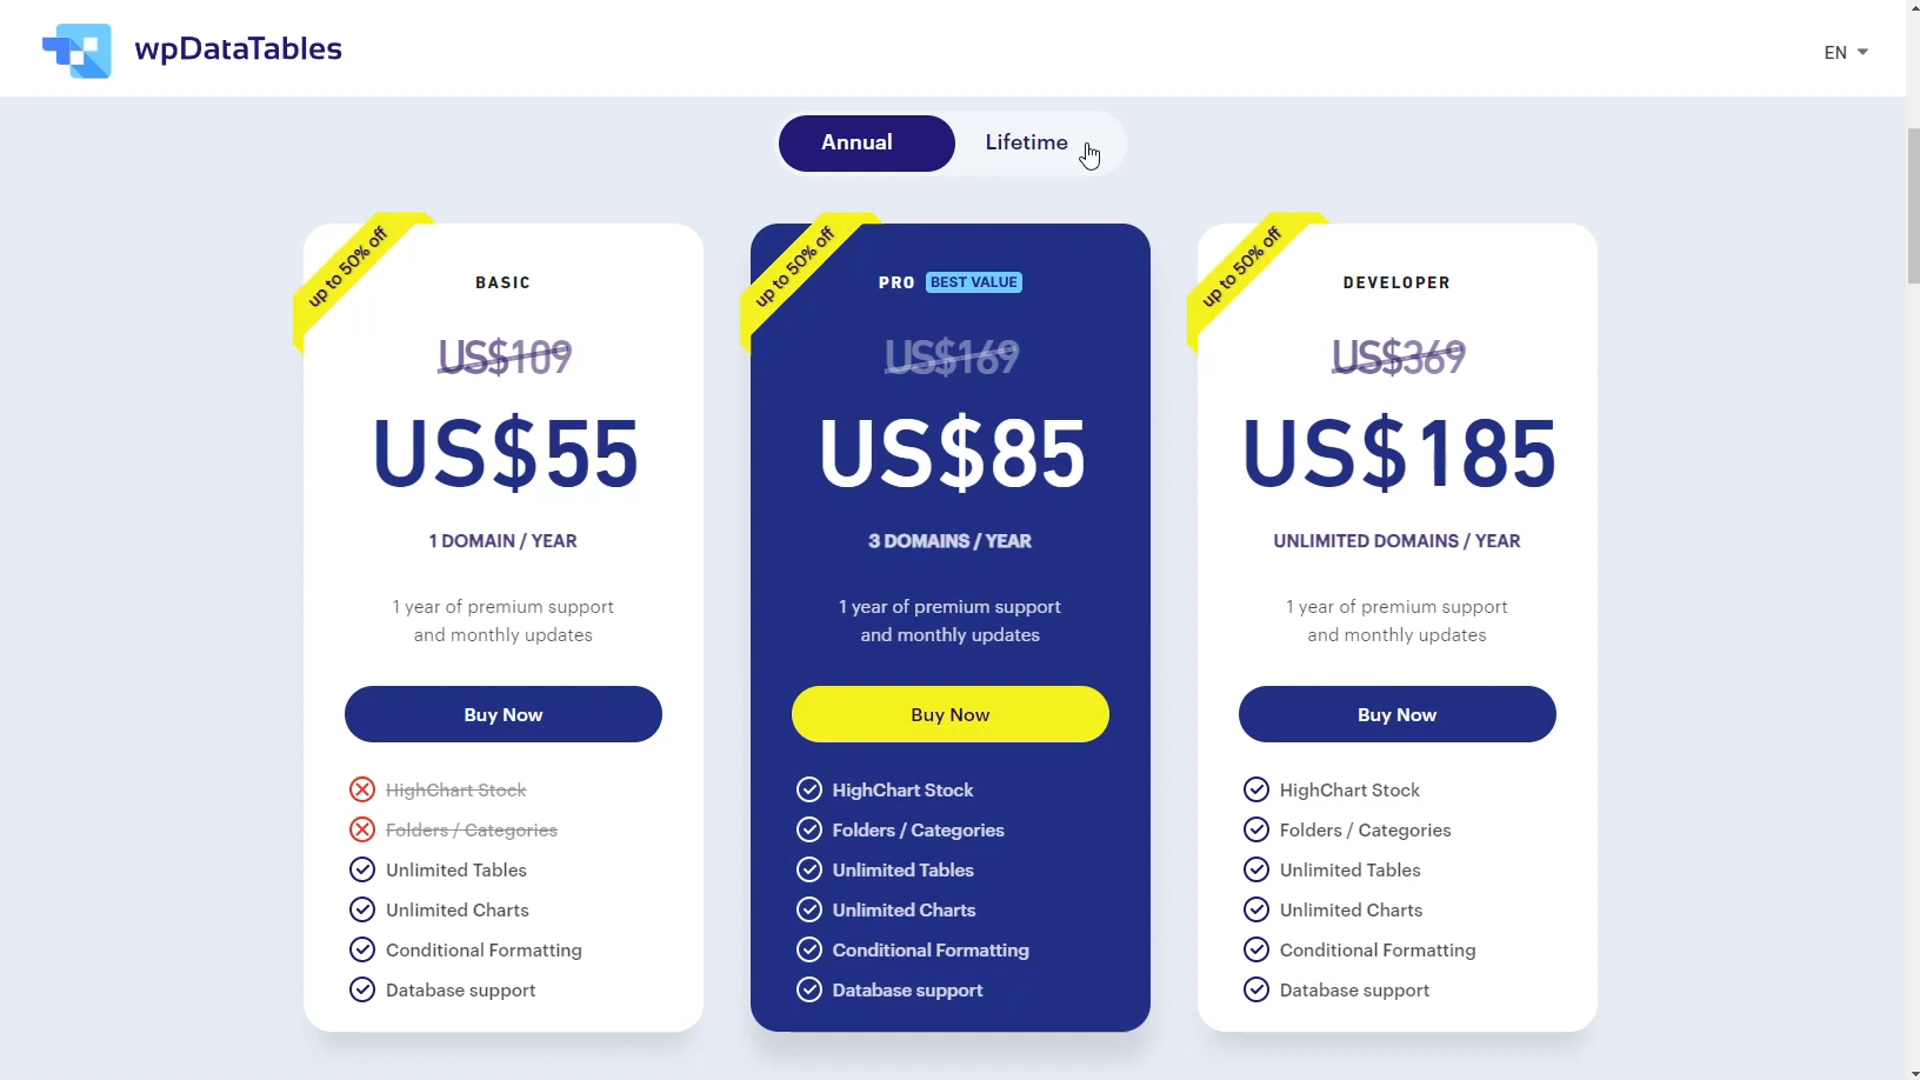 wpDataTables
EN
Annual
Lifetime
up to 50% off
BASIC
US$109
US$55
1 DOMAIN / YEAR
1 year of premium support
and monthly updates
Buy Now
HighChart Stock
Folders / Categories
Unlimited Tables
Unlimited Charts
Conditional Formatting
Database support
up to 50% off
PRO BEST VALUE
US$169
US$85
3 DOMAINS / YEAR
1 year of premium support
and monthly updates
Buy Now
HighChart Stock
Folders / Categories
Unlimited Tables
Unlimited Charts
Conditional Formatting
Database support
up to 50% off
DEVELOPER
US$369
US$185
UNLIMITED DOMAINS / YEAR
1 year of premium support
and monthly updates
Buy Now
HighChart Stock
Folders / Categories
Unlimited Tables
Unlimited Charts
Conditional Formatting
Database support